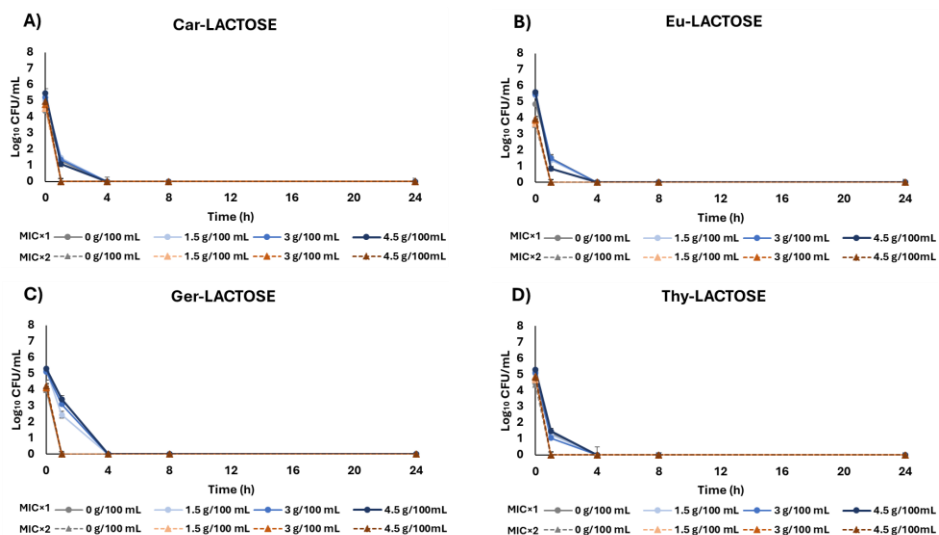 A)
Car-LACTOSE
8
7
6
5
4
3
2
1
0
Log₁₀ CFU/mL
0 4 8 12 16 20 24
Time (h)
MIC×1 0 g/100 mL 1.5 g/100 mL 3 g/100 mL 4.5 g/100mL
MIC×2 0 g/100 mL 1.5 g/100 mL 3 g/100 mL 4.5 g/100mL
B)
Eu-LACTOSE
8
7
6
5
4
3
2
1
0
Log₁₀ CFU/mL
0 4 8 12 16 20 24
Time (h)
MIC×1 0 g/100 mL 1.5 g/100 mL 3 g/100 mL 4.5 g/100mL
MIC×2 0 g/100 mL 1.5 g/100 mL 3 g/100 mL 4.5 g/100mL
C)
Ger-LACTOSE
8
7
6
5
4
3
2
1
0
Log₁₀ CFU/mL
0 4 8 12 16 20 24
Time (h)
MIC×1 0 g/100 mL 1.5 g/100 mL 3 g/100 mL 4.5 g/100mL
MIC×2 0 g/100 mL 1.5 g/100 mL 3 g/100 mL 4.5 g/100mL
D)
Thy-LACTOSE
8
7
6
5
4
3
2
1
0
Log₁₀ CFU/mL
0 4 8 12 16 20 24
Time (h)
MIC×1 0 g/100 mL 1.5 g/100 mL 3 g/100 mL 4.5 g/100mL
MIC×2 0 g/100 mL 1.5 g/100 mL 3 g/100 mL 4.5 g/100mL